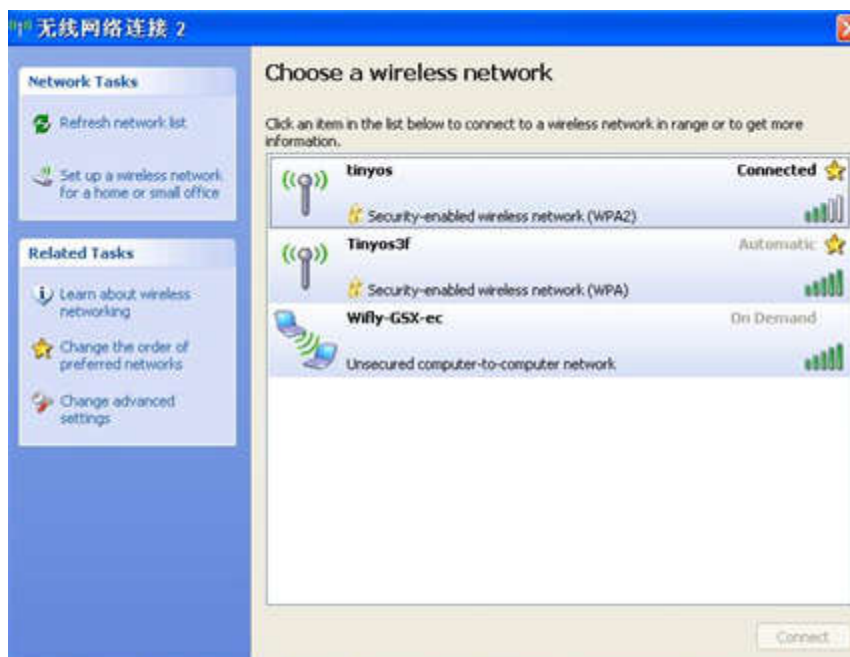 无线网络连接 2
Network Tasks
Refresh network list
Set up a wireless network
for a home or small office
Related Tasks
Learn about wireless
networking
Change the order of
preferred networks
Change advanced
settings
Choose a wireless network
Click an item in the list below to connect to a wireless network in range or to get more
information.
tinyos
Connected
Security-enabled wireless network (WPA2)
Tinyos3f
Automatic
Security-enabled wireless network (WPA)
Wifly-GSX-ec
On Demand
Unsecured computer-to-computer network
Connect